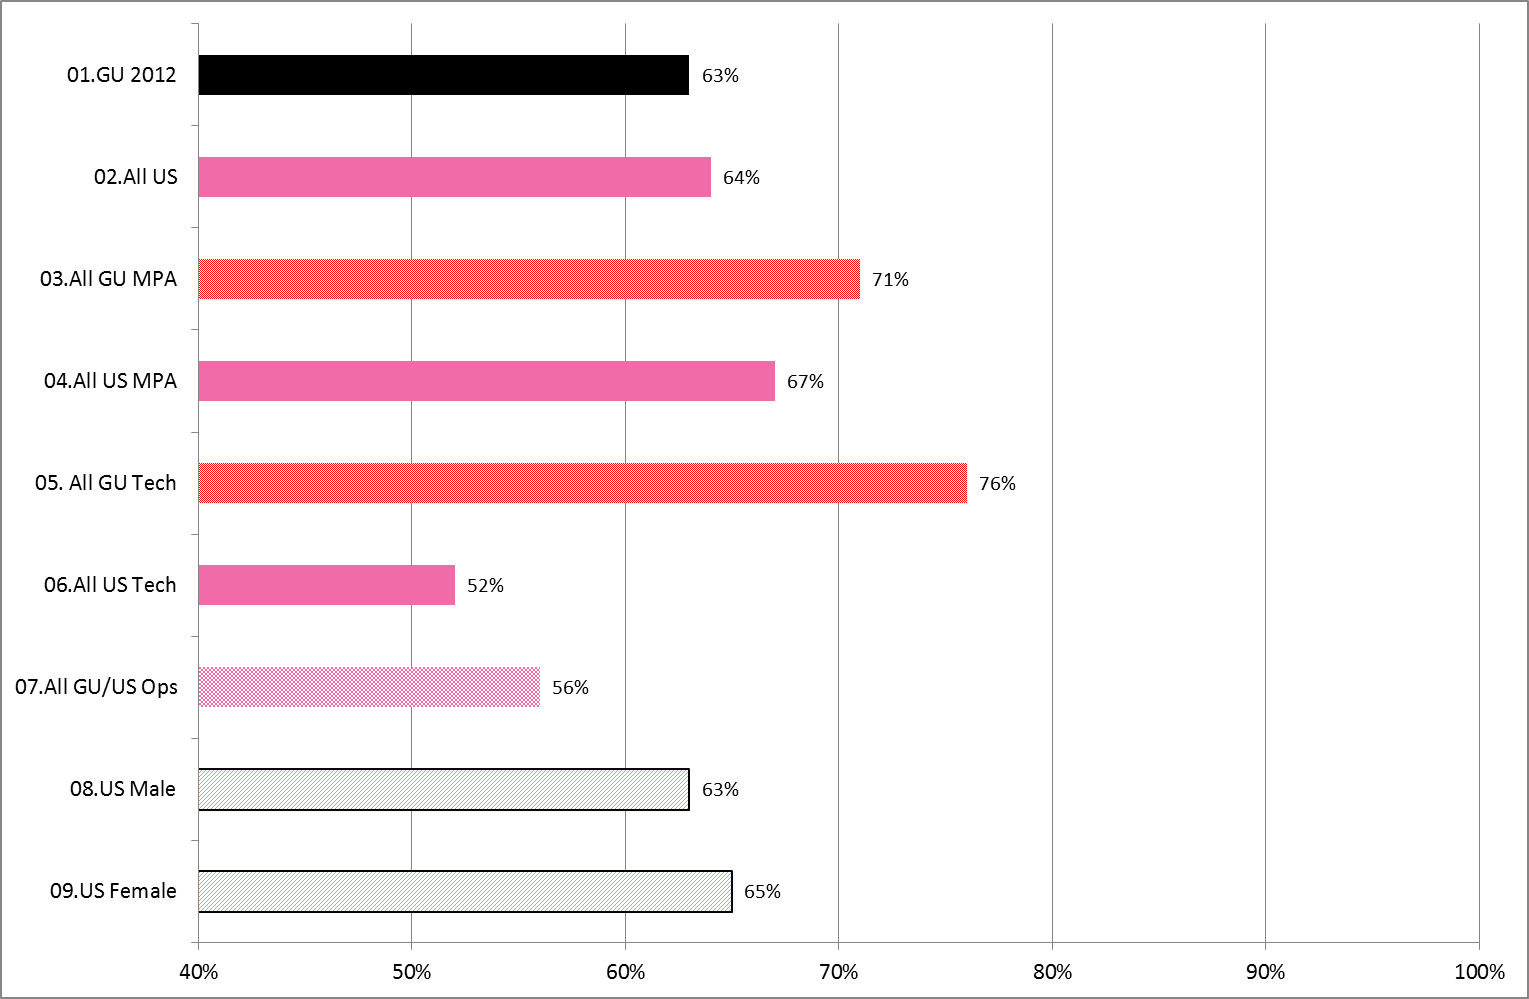 01.GU 2012
63%
02.All US
64%
03.All GU MPA
71%
04.All US MPA
67%
05. All GU Tech
76%
06.All US Tech
52%
07.All GU/US Ops
56%
08.US Male
63%
09.US Female
65%
40% 50% 60% 70% 80% 90% 100%